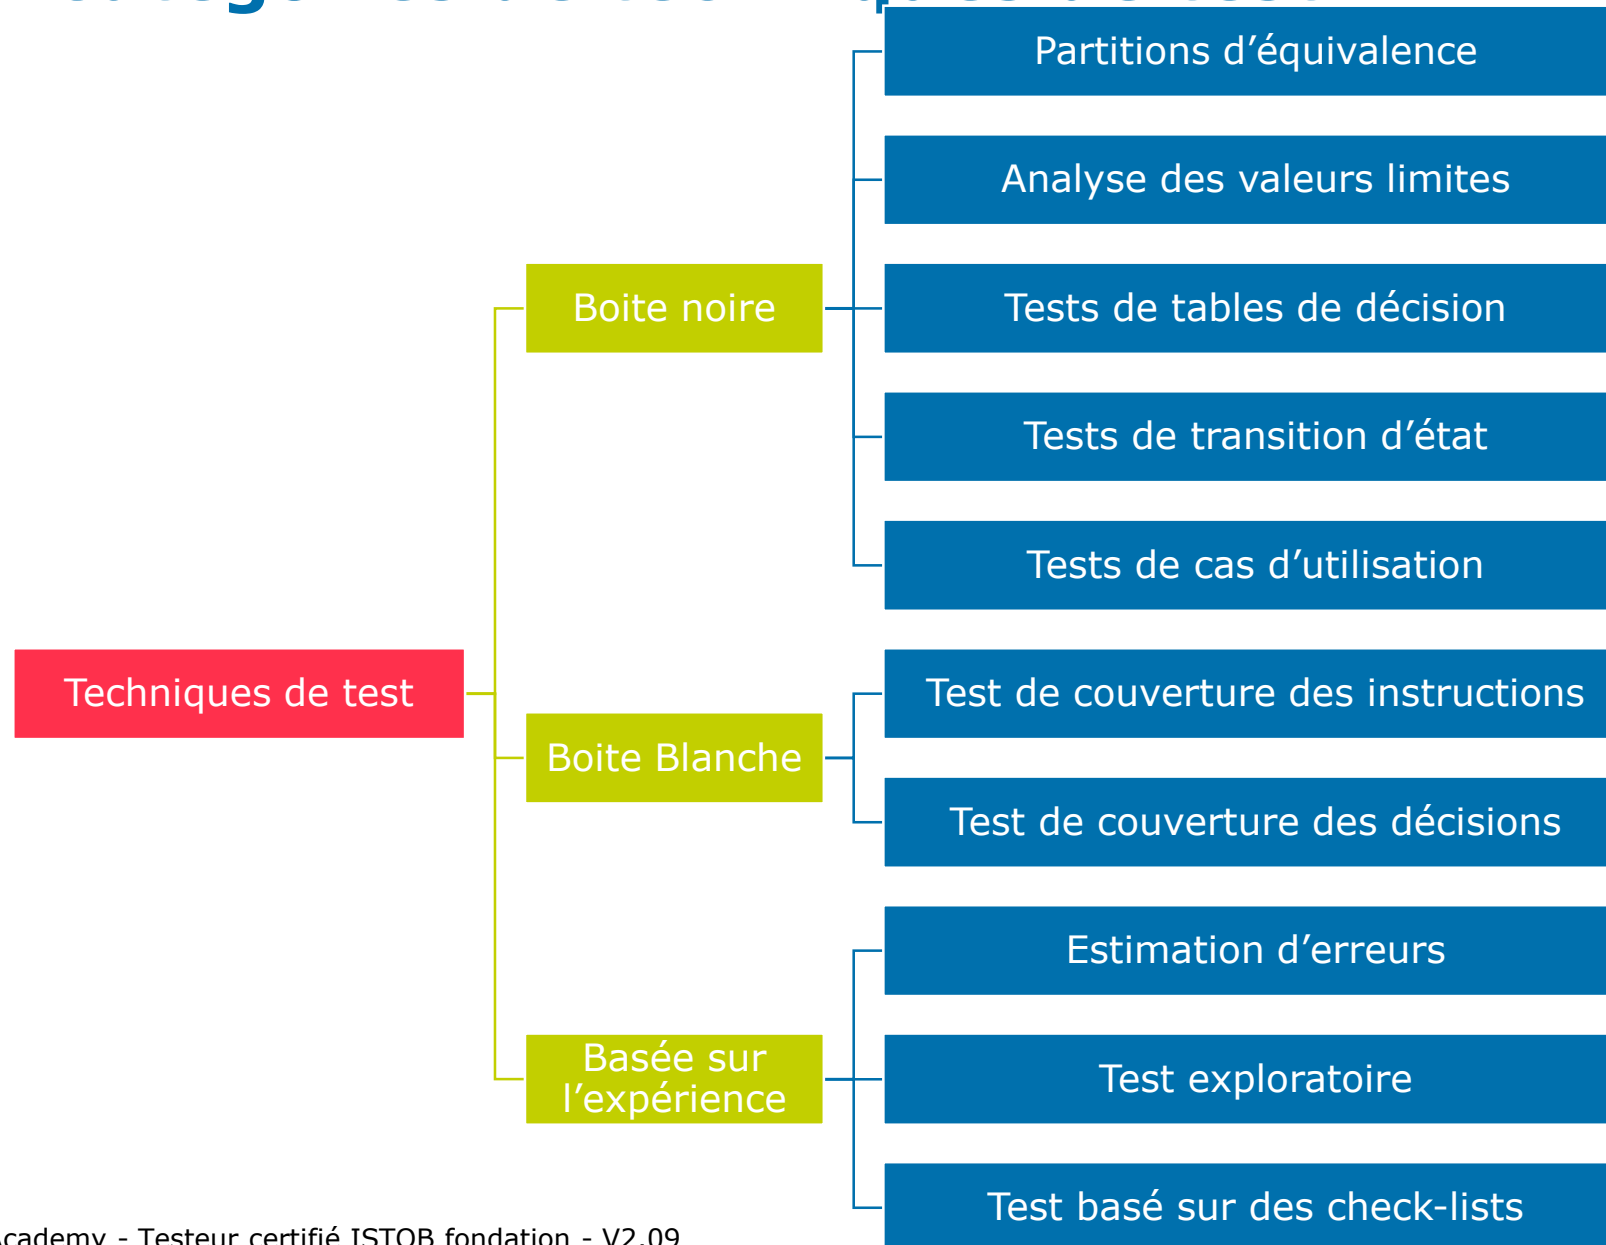 Partitions d’équivalence
Analyse des valeurs limites
Boite noire
Tests de tables de décision
Tests de transition d’état
Tests de cas d’utilisation
Techniques de test
Test de couverture des instructions
Boite Blanche
Test de couverture des décisions
Estimation d’erreurs
Basée sur
l’expérience
Test exploratoire
Test basé sur des check-lists
Academy - Testeur certifié ISTQB fondation - V2.09